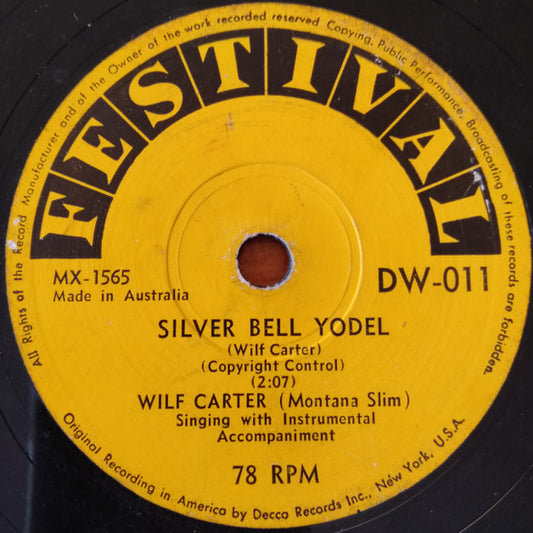 All Rights of the Record Manufacturer and of the Owner of the work recorded reserved Copying, Public Performance, Broadcasting of these records are forbidden.
FESTIVAL
MX-1565
Made in Australia
DW-011
SILVER BELL YODEL
(Wilf Carter)
(Copyright Control)
(2:07)
WILF CARTER (Montana Slim)
Singing with Instrumental
Accompaniment
78 RPM
Original Recording in America by Decca Records Inc., New York, U.S.A.